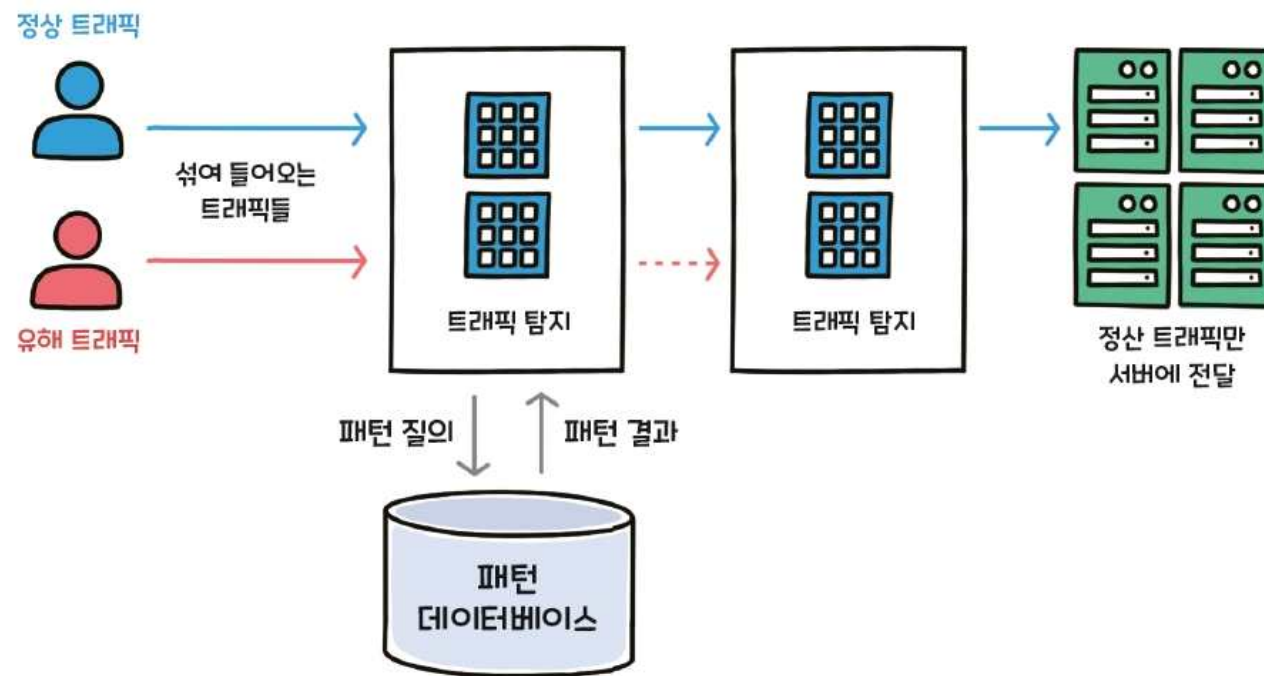 정상 트래픽
섞여 들어오는
트래픽들
유해 트래픽
트래픽 탐지
트래픽 탐지
정산 트래픽만
서버에 전달
패턴 질의
패턴 결과
패턴
데이터베이스